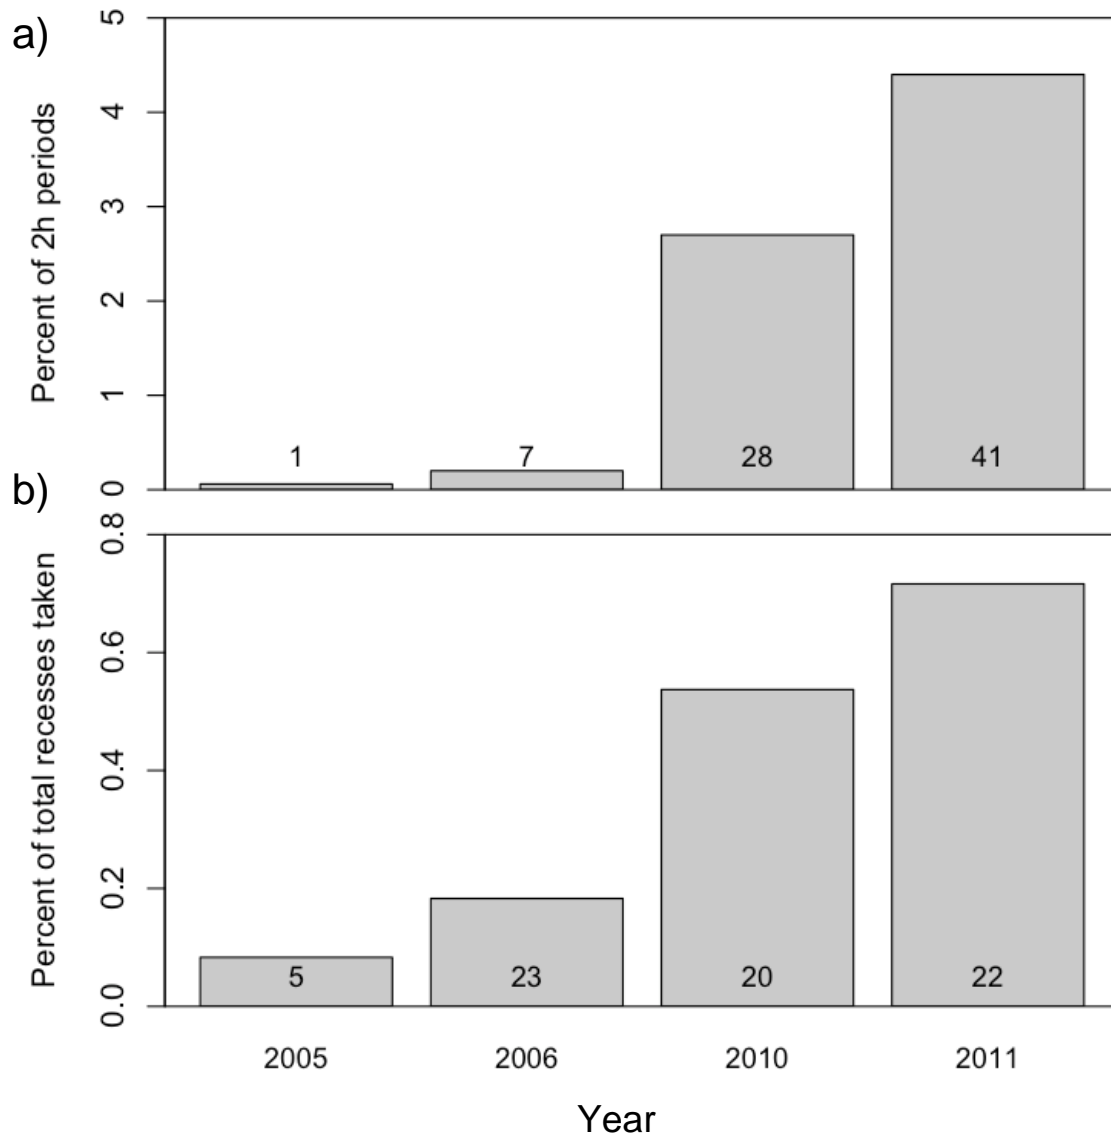 a)
Percent of 2h periods
5
4
3
2
1
0
1 7 28 41
b)
Percent of total recesses taken
0.8
0.6
0.4
0.2
0.0
5 23 20 22
2005 2006 2010 2011
Year